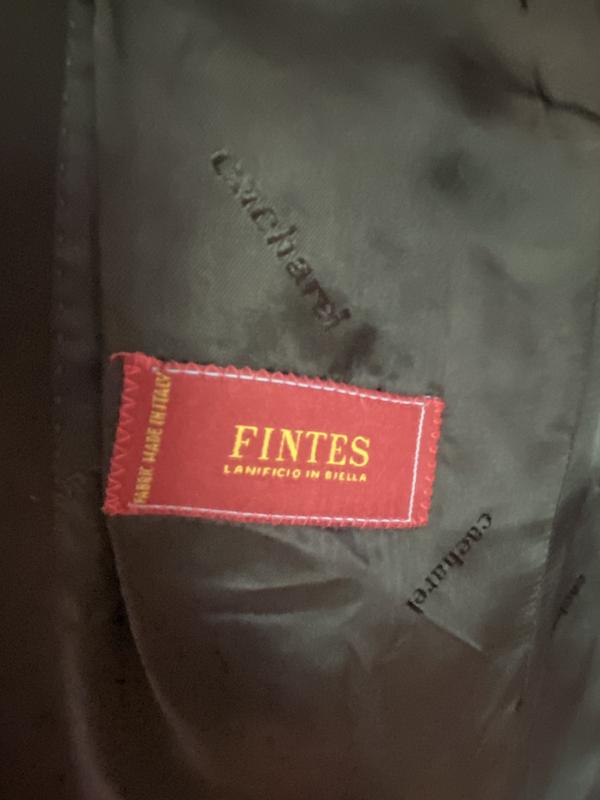 cacharel
FABRIC MADE IN ITALY
FINTES
LANIFICIO IN BIELLA
cacharel